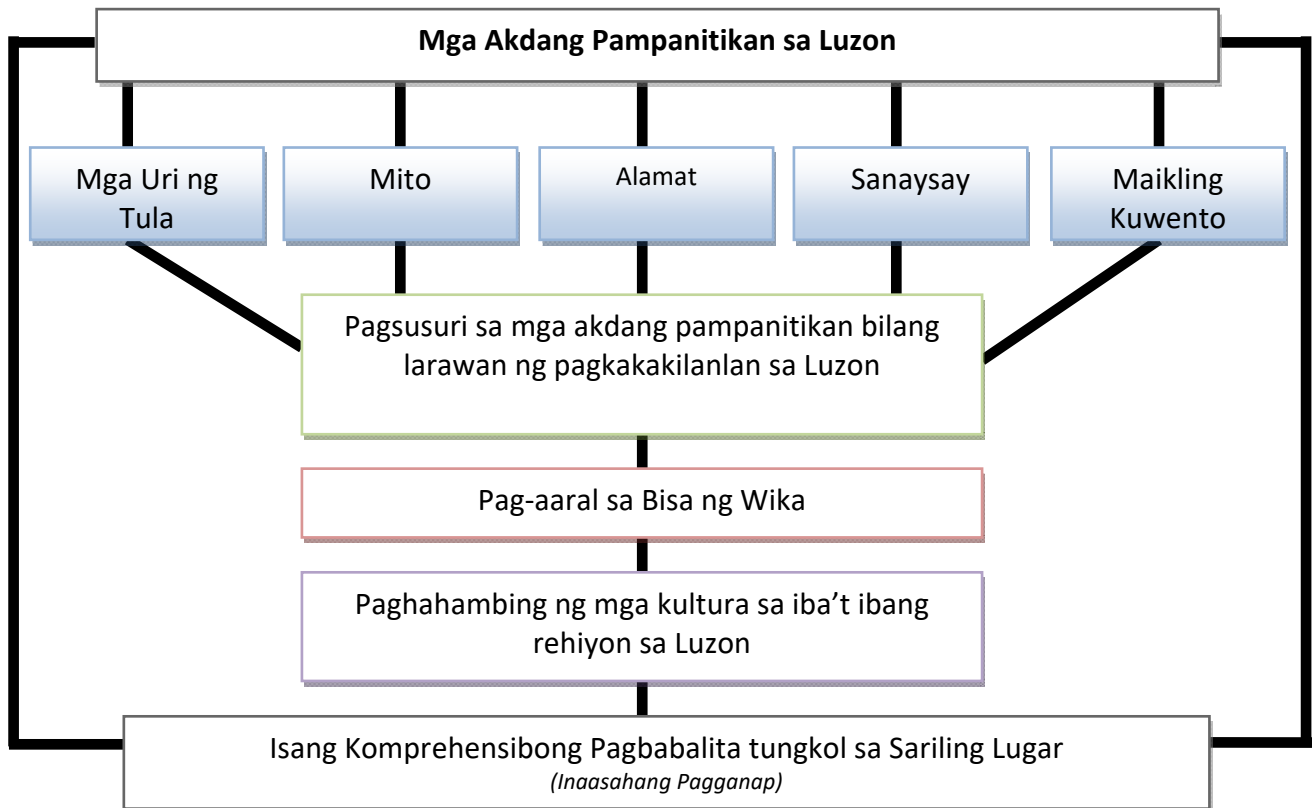 Mga Akdang Pampanitikan sa Luzon
Mga Uri ng
Tula
Mito
Alamat
Sanaysay
Maikling
Kuwento
Pagsusuri sa mga akdang pampanitikan bilang
larawan ng pagkakakilanlan sa Luzon
Pag-aaral sa Bisa ng Wika
Paghahambing ng mga kultura sa iba’t ibang
rehiyon sa Luzon
Isang Komprehensibong Pagbabalita tungkol sa Sariling Lugar
(Inaasahang Pagganap)